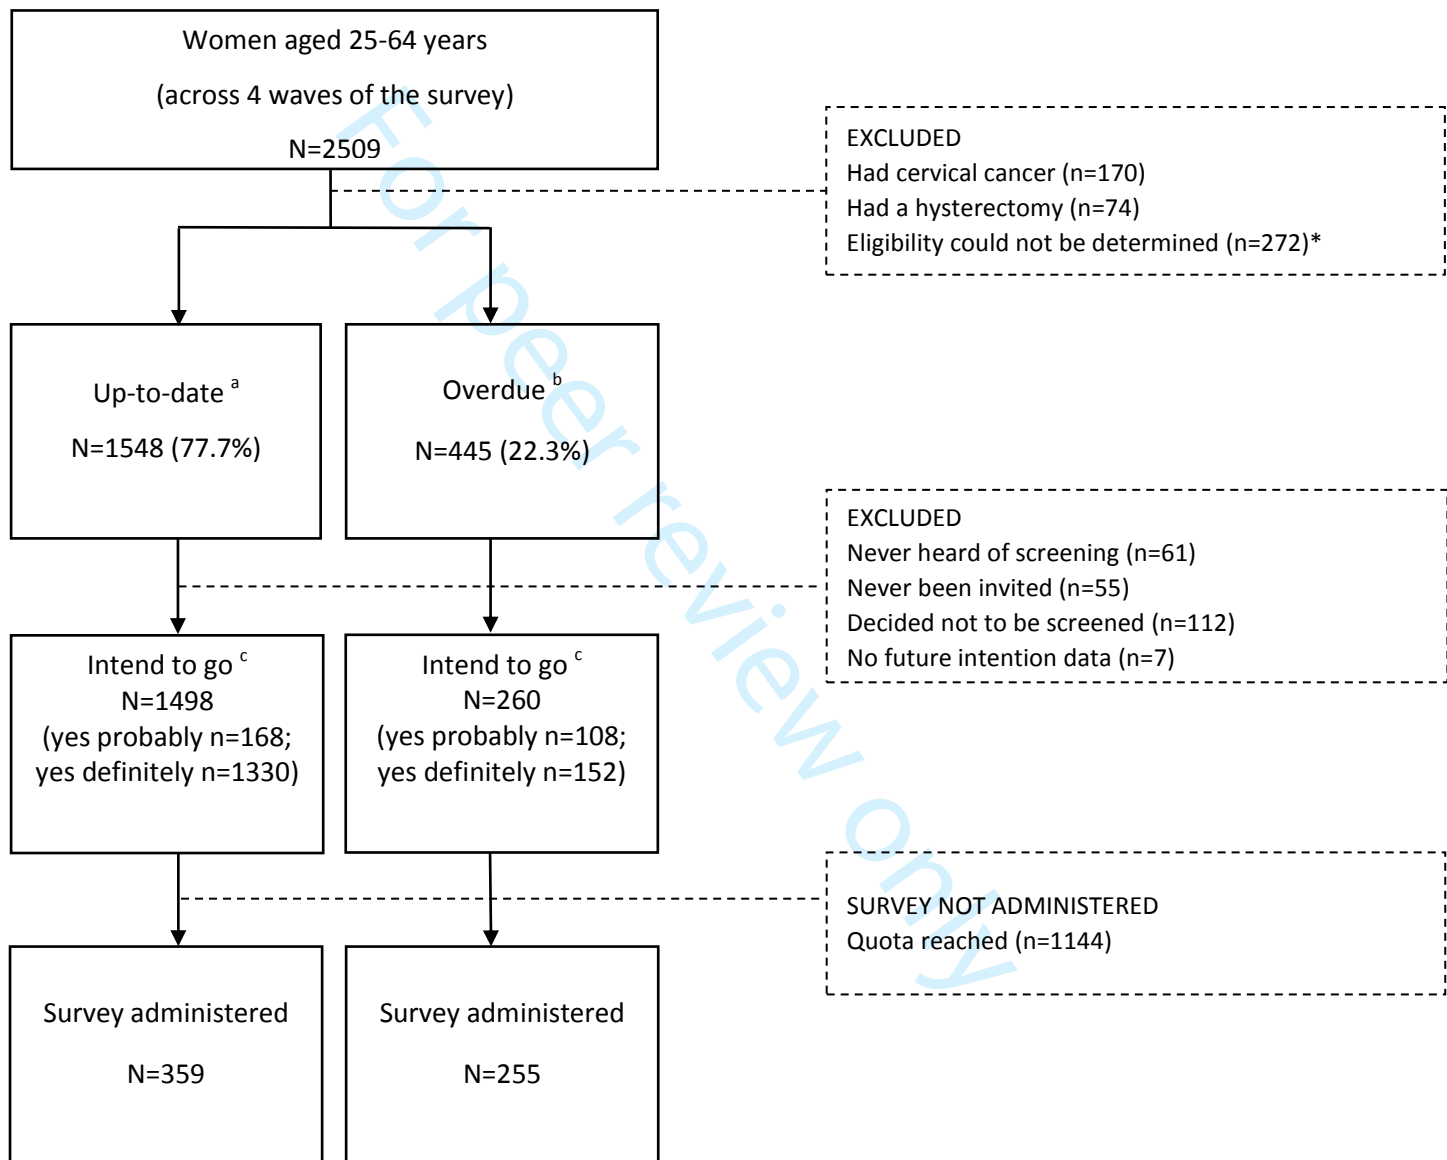 Women aged 25-64 years
(across 4 waves of the survey)
N=2509
EXCLUDED
Had cervical cancer (n=170)
Had a hysterectomy (n=74)
Eligibility could not be determined (n=272)*
Up-to-date a
N=1548 (77.7%)
Overdue b
N=445 (22.3%)
EXCLUDED
Never heard of screening (n=61)
Never been invited (n=55)
Decided not to be screened (n=112)
No future intention data (n=7)
Intend to go c
N=1498
(yes probably n=168;
yes definitely n=1330)
Intend to go c
N=260
(yes probably n=108;
yes definitely n=152)
SURVEY NOT ADMINISTERED
Quota reached (n=1144)
Survey administered
N=359
Survey administered
N=255
For peer review only